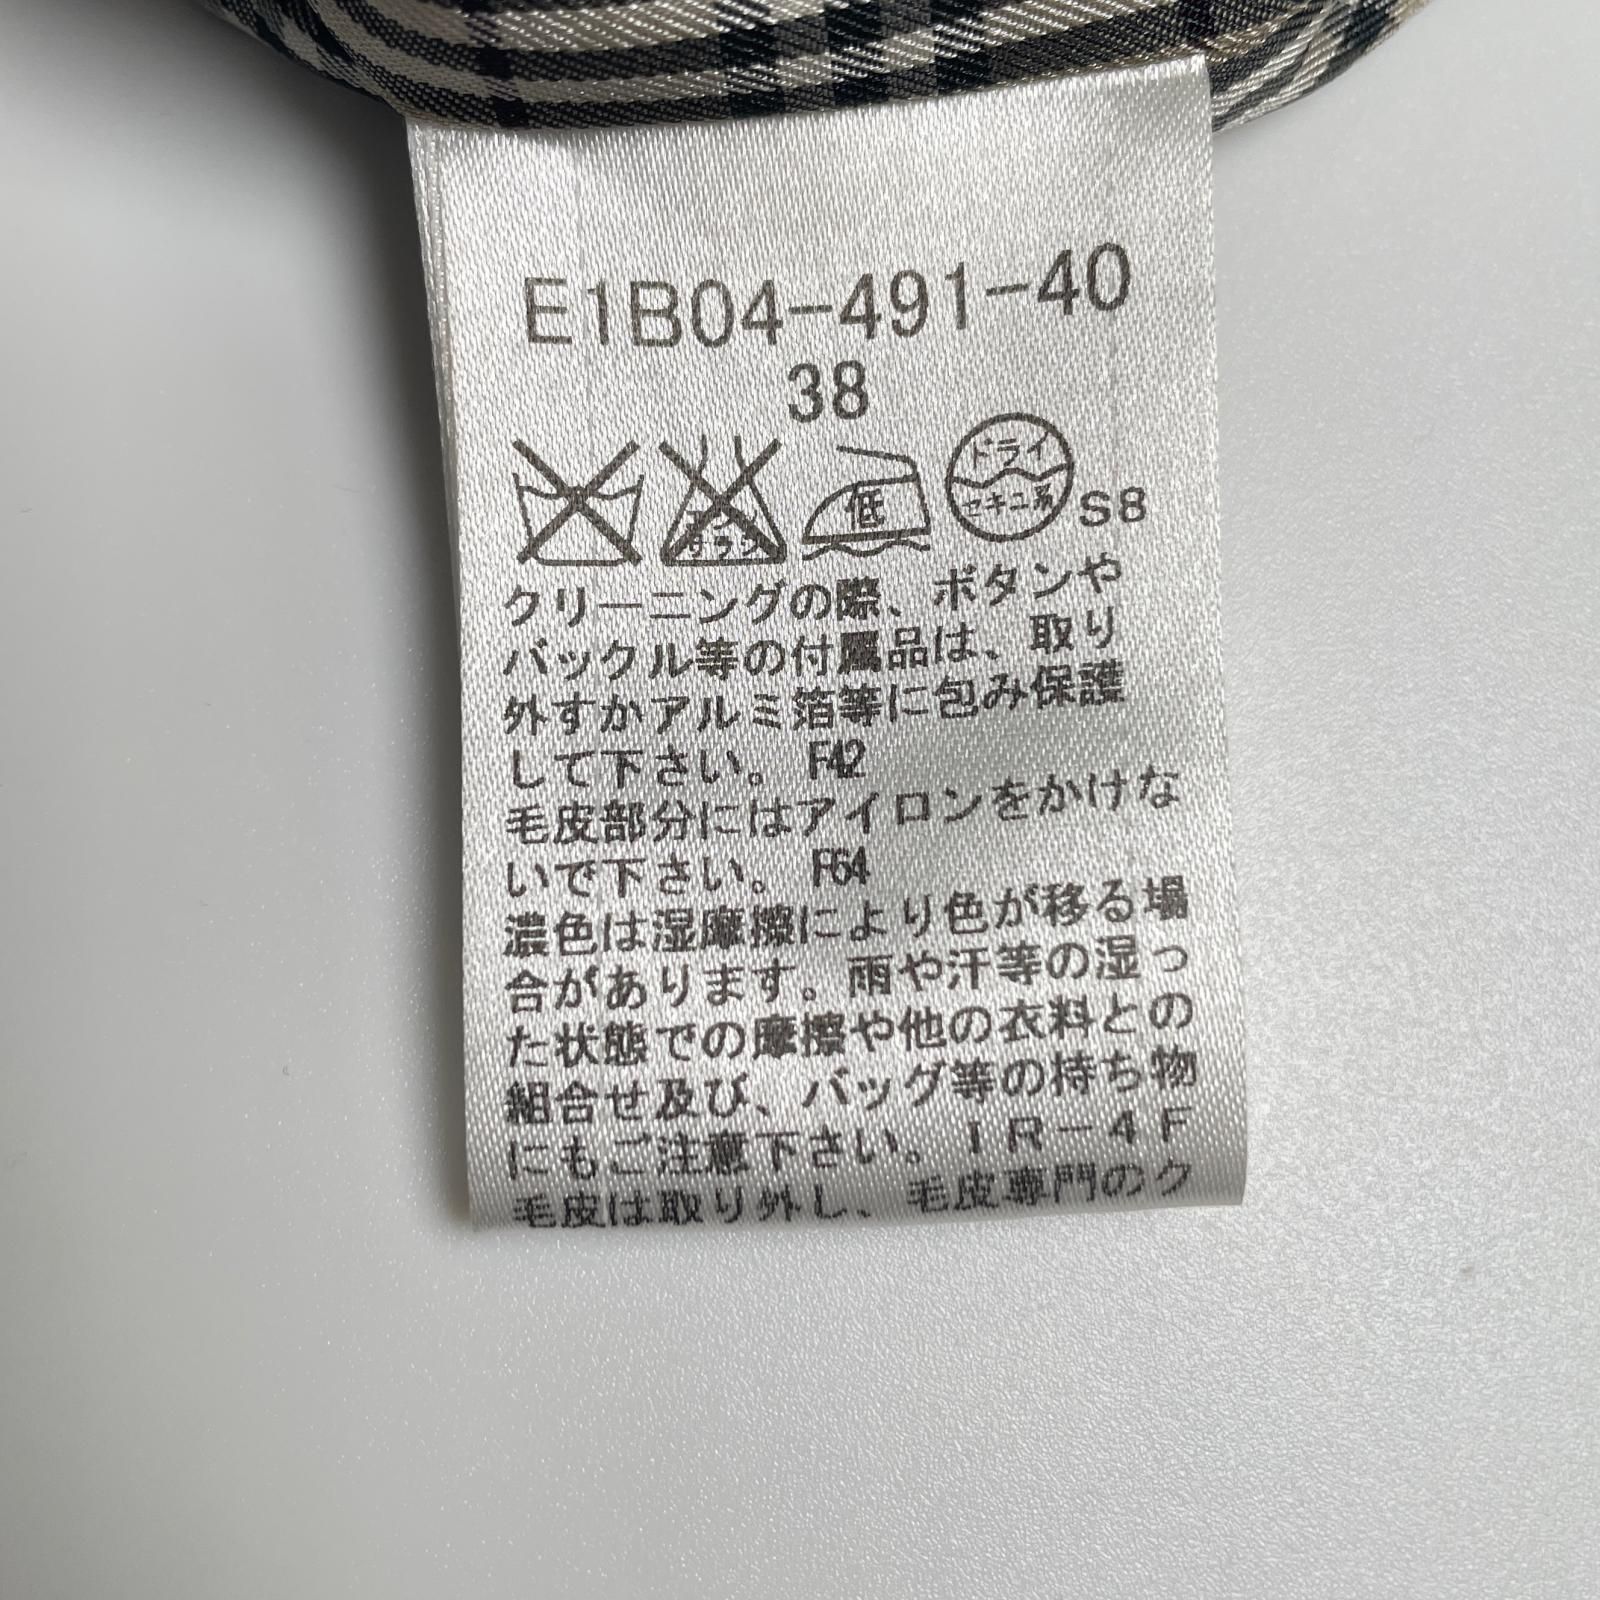 E1B04-491-40
38
低
ドライ
セキユ系
S8
エンソ
サラシ
クリーニングの際、ボタンや
バックル等の付属品は、取り
外すかアルミ箔等に包み保護
して下さい。 F42
毛皮部分にはアイロンをかけな
いで下さい。 F64
濃色は湿摩擦により色が移る場
合があります。雨や汗等の湿っ
た状態での摩擦や他の衣料との
組合せ及び、バッグ等の持ち物
にもご注意下さい。IR-4F
毛皮は取り外し、毛皮専門のク